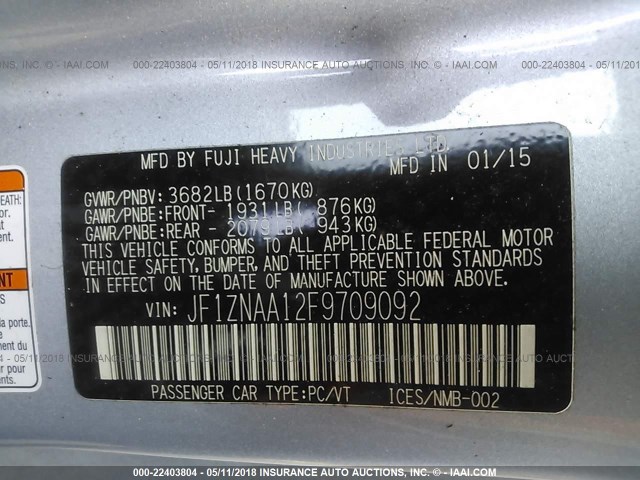 000-22403804 - 05/11/2018 INSURANCE AUTO AUCTIONS. - © - IAAI.COM
MFD BY FUJI HEAVY INDUSTRIES LTD.
MFD IN 01/15
GVWR/PNBV: 3682LB(1670KG)
GAWR/PNBE:FRONT- 1931LB( 876KG)
GAWR/PNBE:REAR - 2079LB( 943KG)
THIS VEHICLE CONFORMS TO ALL APPLICABLE FEDERAL MOTOR
VEHICLE SAFETY, BUMPER, AND THEFT PREVENTION STANDARDS
IN EFFECT ON THE DATE OF MANUFACTURE SHOWN ABOVE.
VIN: JF1ZNAA12F9709092
PASSENGER CAR TYPE:PC/VT ICES/NMB-002
EATH:
a porte.
ement du
000-22403804 - 05/11/2018 INSURANCE AUTO AUCTIONS. - © - IAAI.COM